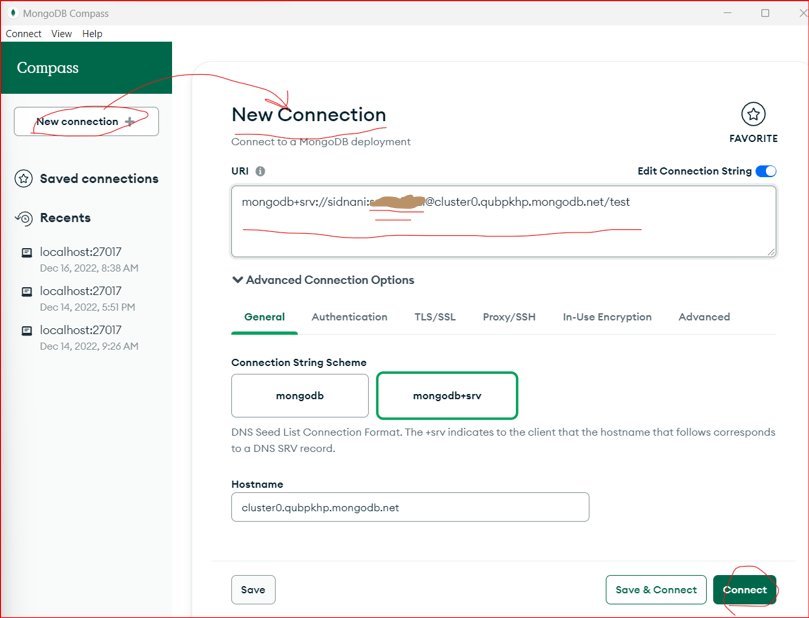 MongoDB Compass
Connect View Help
Compass
New connection +
Saved connections
Recents
localhost:27017
Dec 16, 2022, 8:38 AM
localhost:27017
Dec 14, 2022, 5:51 PM
localhost:27017
Dec 14, 2022, 9:26 AM
New Connection
Connect to a MongoDB deployment
FAVORITE
URI
Edit Connection String
mongodb+srv://sidnani: @cluster0.qubpkhp.mongodb.net/test
Advanced Connection Options
General Authentication TLS/SSL Proxy/SSH In-Use Encryption Advanced
Connection String Scheme
mongodb mongodb+srv
DNS Seed List Connection Format. The +srv indicates to the client that the hostname that follows corresponds
to a DNS SRV record.
Hostname
cluster0.qubpkhp.mongodb.net
Save Save & Connect Connect